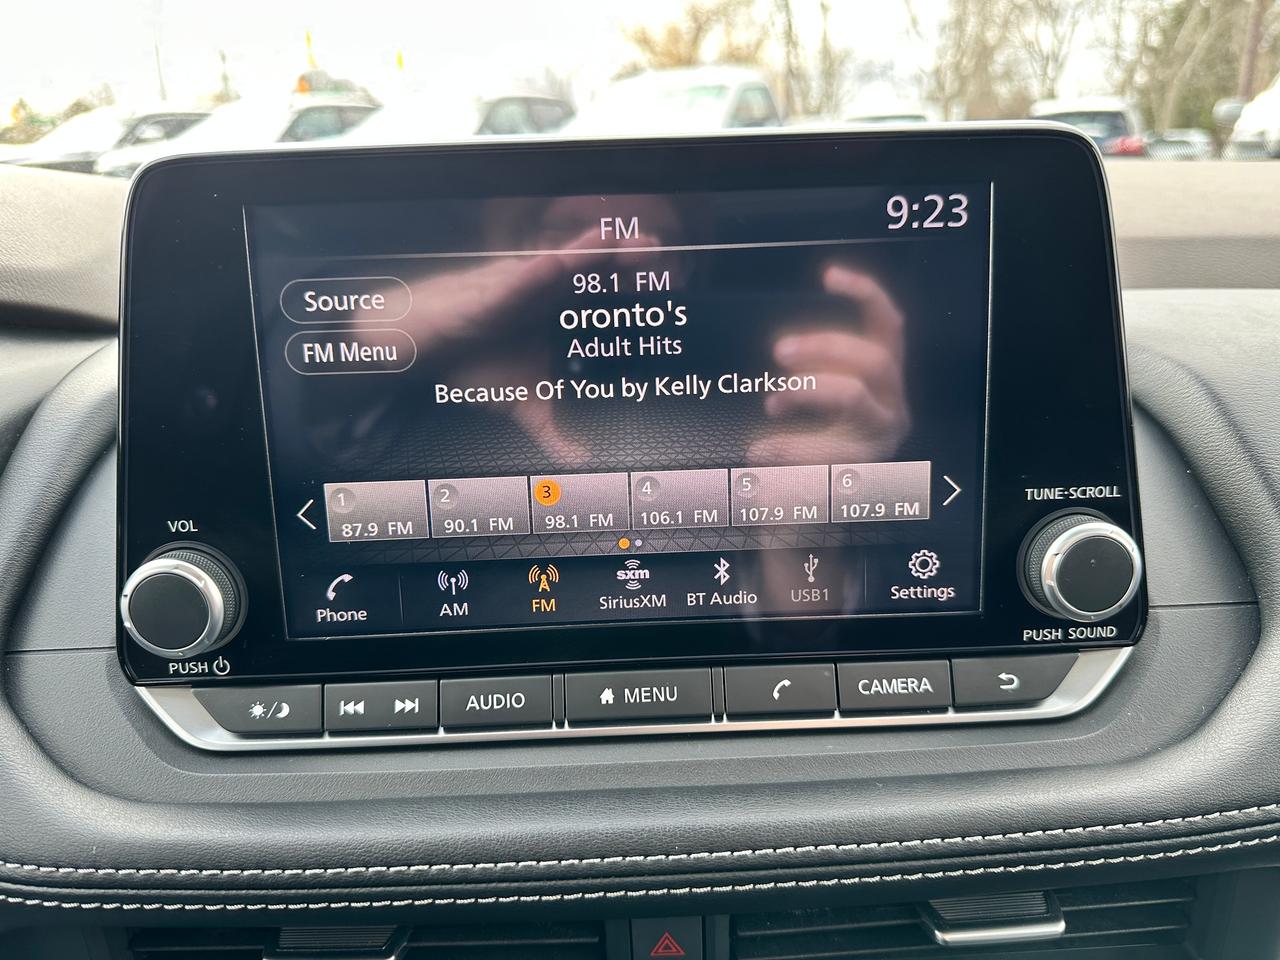 FM
9:23
Source
FM Menu
98.1 FM
oronto's
Adult Hits
Because Of You by Kelly Clarkson
1
87.9 FM
2
90.1 FM
3
98.1 FM
4
106.1 FM
5
107.9 FM
6
107.9 FM
Phone
AM
FM
sxm
SiriusXM
BT Audio
USB1
Settings
VOL
PUSH
TUNE·SCROLL
PUSH SOUND
AUDIO
MENU
CAMERA